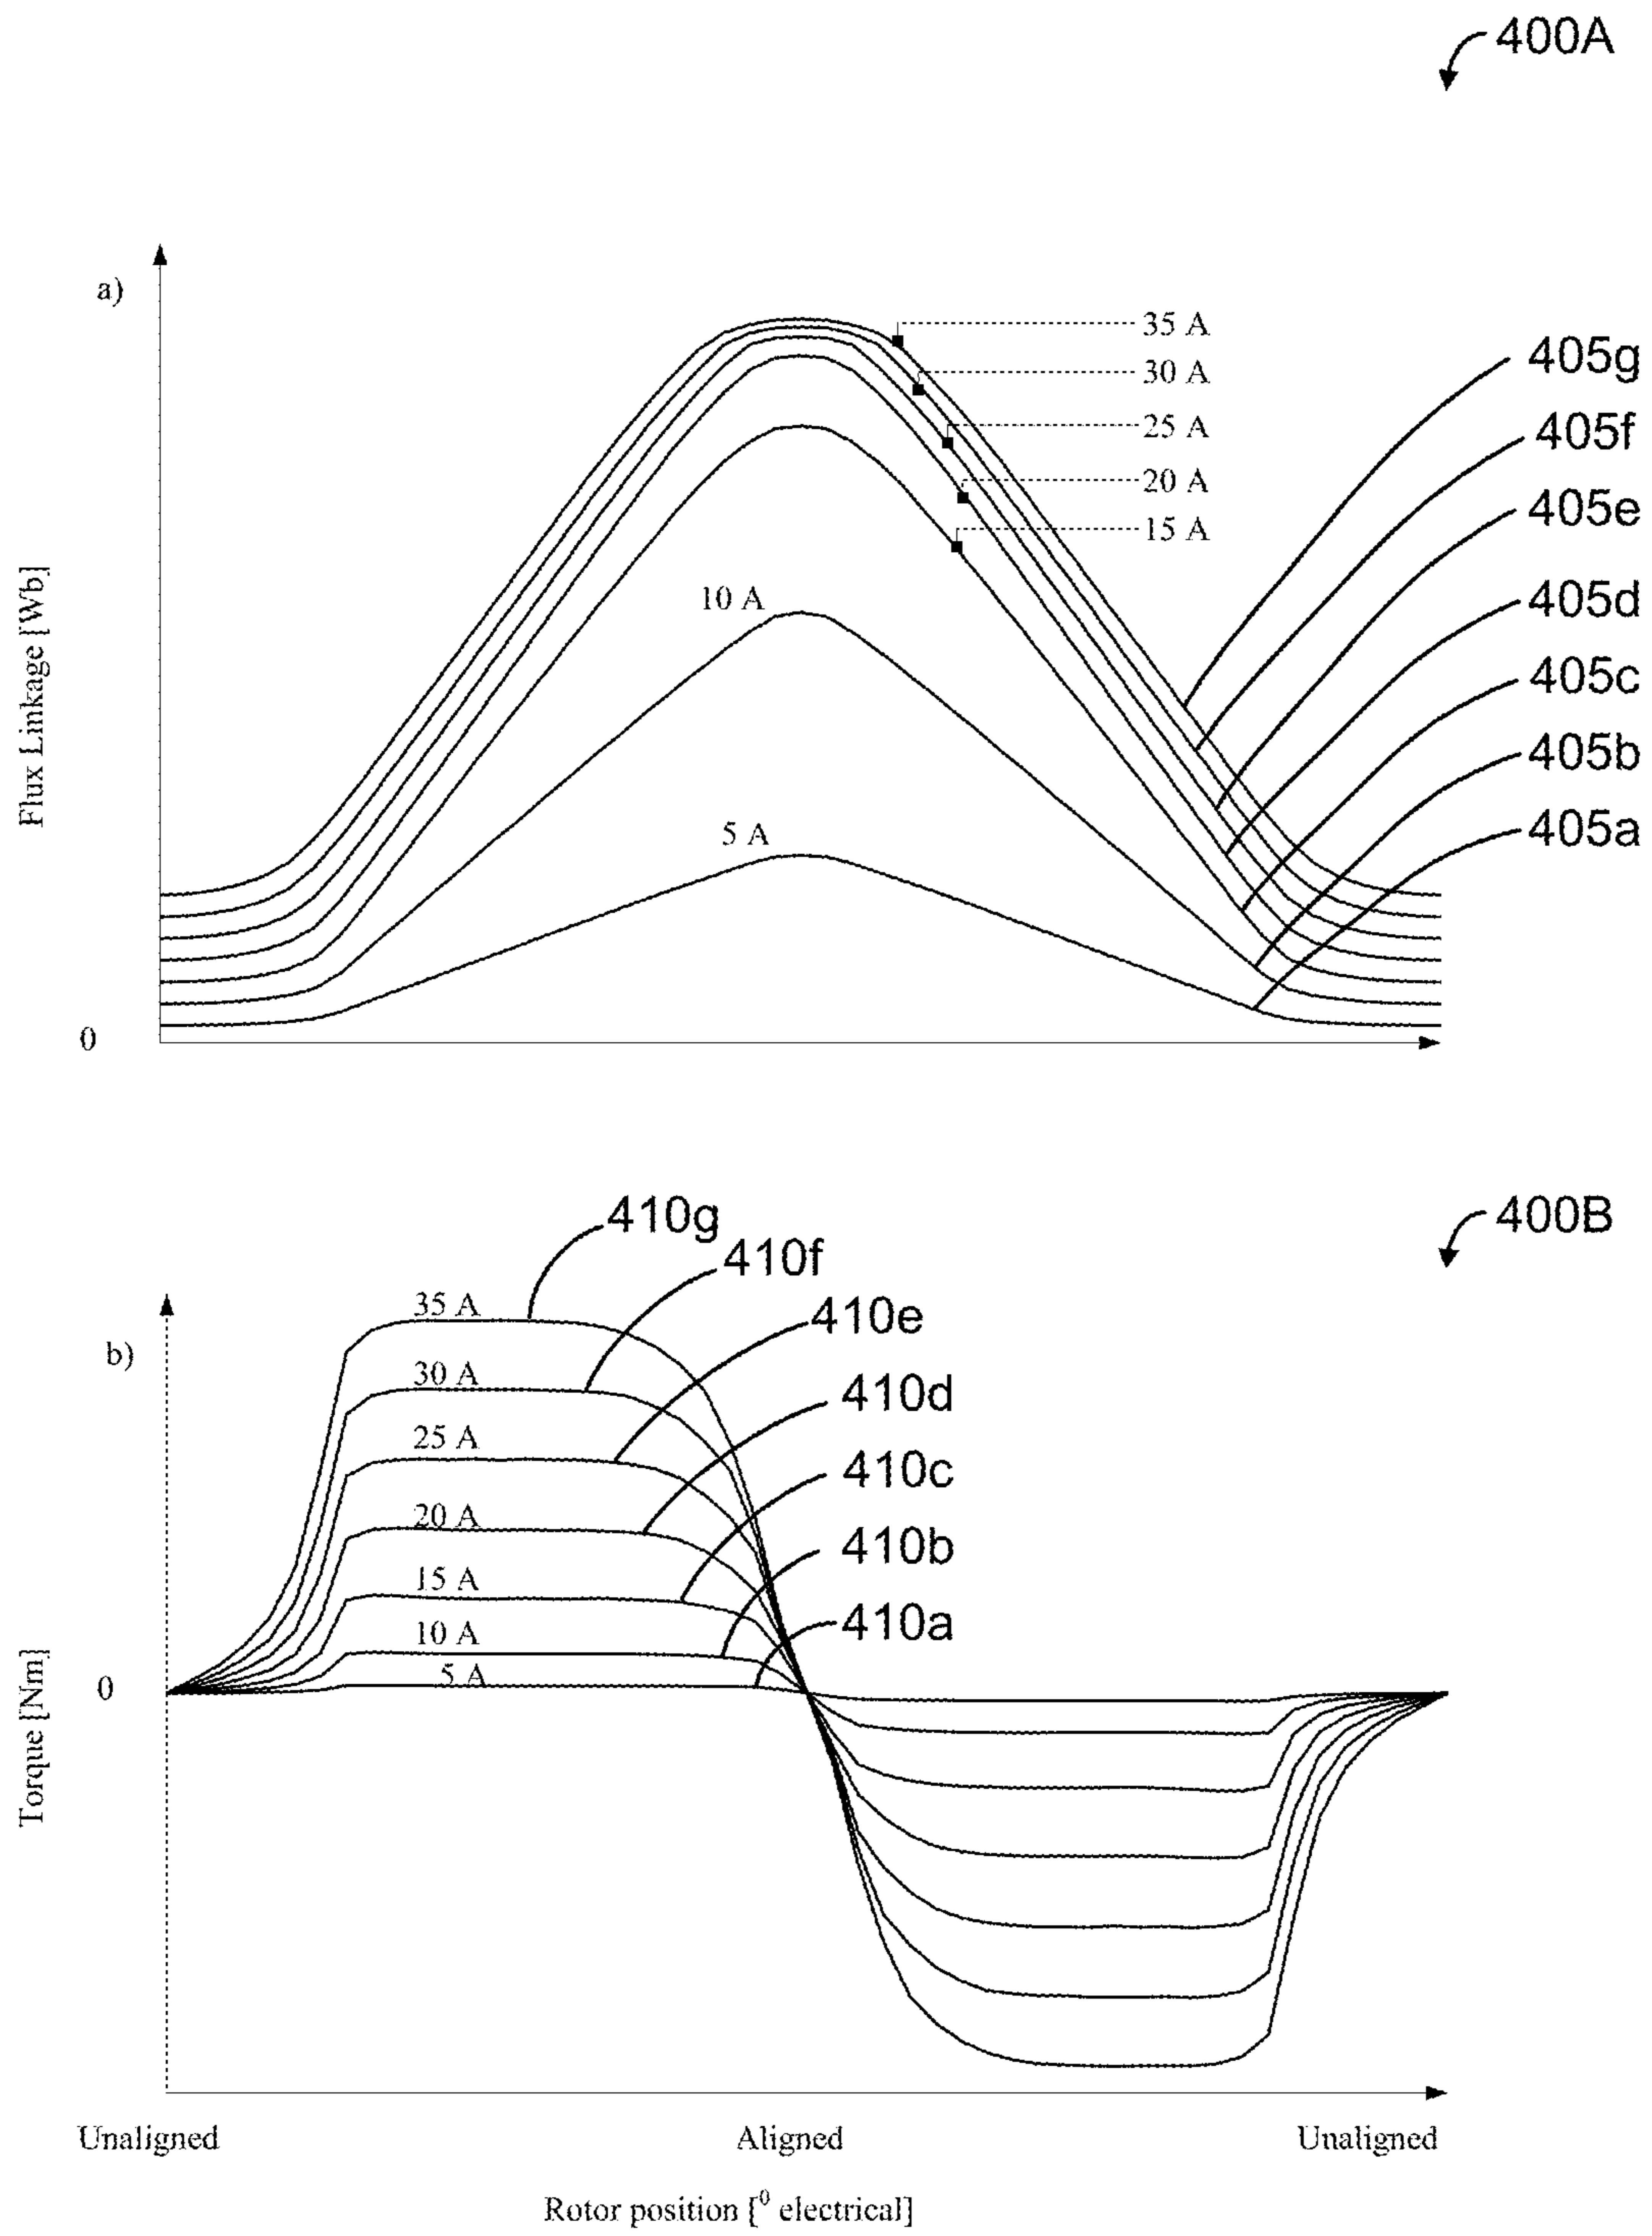 400A
a)
35 A
30 A
25 A
20 A
15 A
10 A
5 A
405g
405f
405e
405d
405c
405b
405a
Flux Linkage [Wb]
0
400B
410g
410f
410e
410d
410c
410b
410a
b)
35 A
30 A
25 A
20 A
15 A
10 A
5 A
0
Torque [Nm]
Unaligned
Aligned
Unaligned
Rotor position [⁰ electrical]